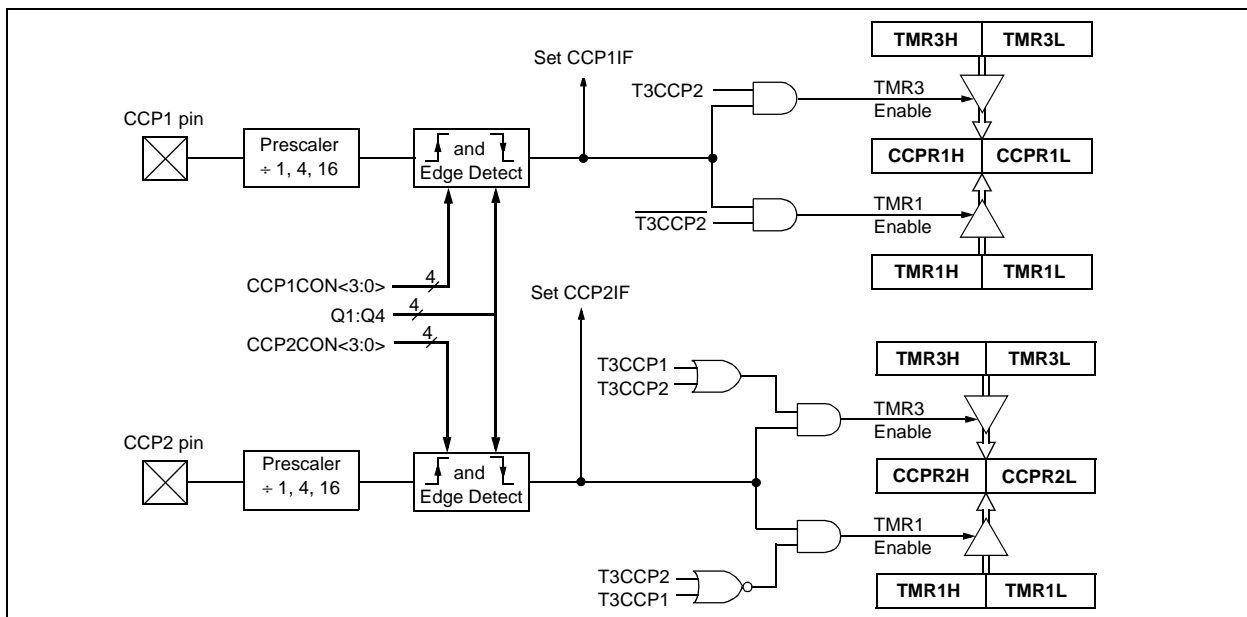 TMR3H TMR3L
Set CCP1IF
T3CCP2
TMR3
Enable
CCP1 pin
Prescaler
÷ 1, 4, 16
and
Edge Detect
CCPR1H CCPR1L
T3CCP2
TMR1
Enable
TMR1H TMR1L
CCP1CON<3:0>
4
Q1:Q4
4
CCP2CON<3:0>
4
Set CCP2IF
TMR3H TMR3L
T3CCP1
T3CCP2
TMR3
Enable
CCP2 pin
Prescaler
÷ 1, 4, 16
and
Edge Detect
CCPR2H CCPR2L
TMR1
Enable
T3CCP2
T3CCP1
TMR1H TMR1L